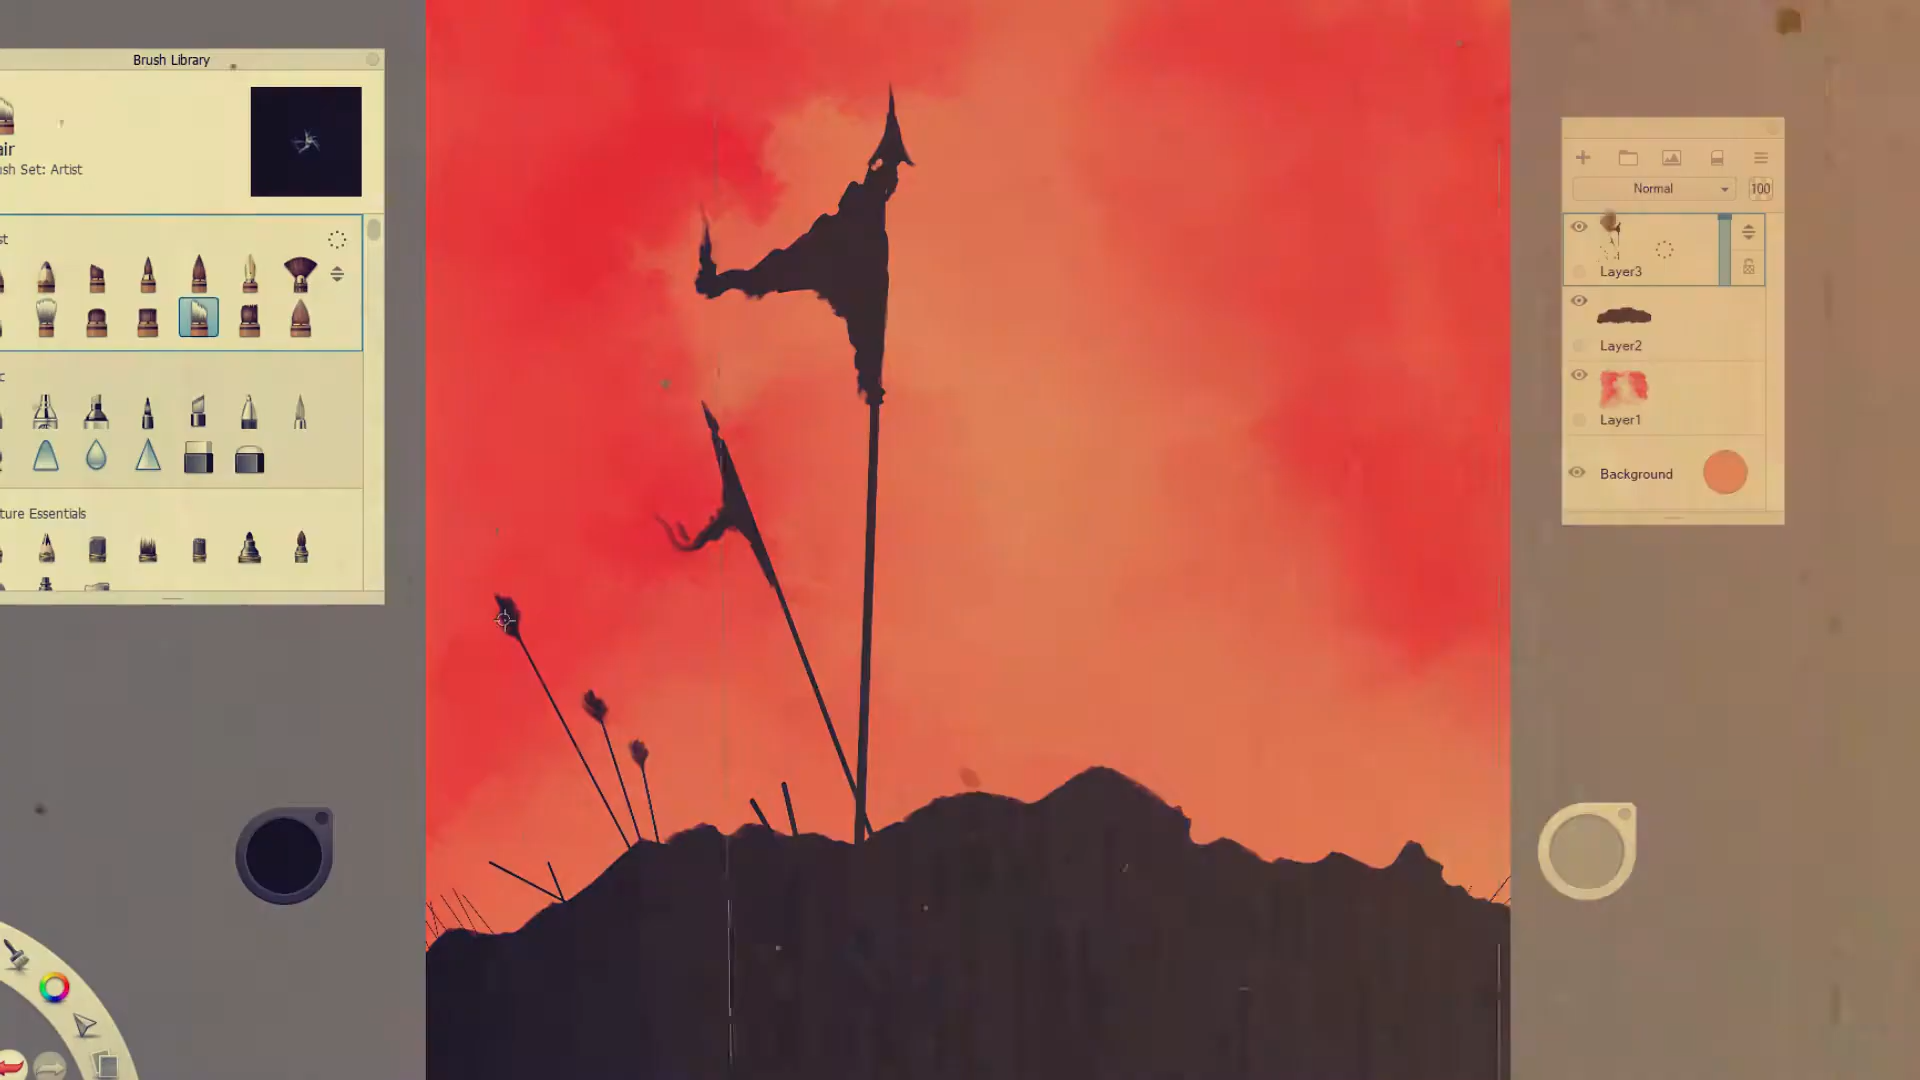 Brush Library
air
sh Set: Artist
st
c
ture Essentials
Normal
100
Layer3
Layer2
Layer1
Background